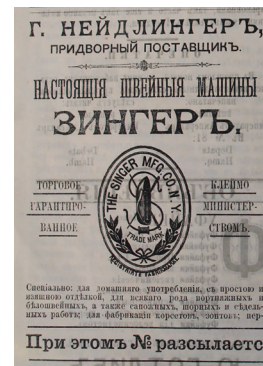 Г. НЕЙДЛИНГЕРЪ,
ПРИДВОРНЫЙ ПОСТАВЩИКЪ.
НАСТОЯЩІЯ ШВЕЙНЫЯ МАШИНЫ
ЗИНГЕРЪ.
ТОРГОВОЕ
ГАРАНТИРО-
ВАННОЕ
THE SINGER MFG. CO. N.Y.
TRADE MARK
КЛЕЙМО
МИНИСТЕР-
СТВОМЪ.
Спеціально: для домашняго употребленія, съ простою и
изящною отдѣлкой, для всякаго рода портняжныхъ и
бѣлошвейныхъ, а также сапожныхъ, шорныхъ и сѣдель-
ныхъ работъ; для фабрикаціи корсетовъ, зонтовъ; пер-
При этомъ № разсылаетс